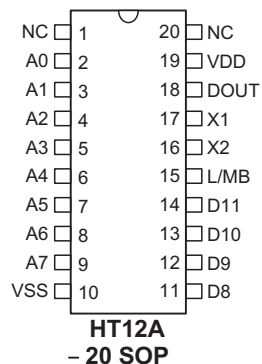 NC 1 20 NC
A0 2 19 VDD
A1 3 18 DOUT
A2 4 17 X1
A3 5 16 X2
A4 6 15 L/MB
A5 7 14 D11
A6 8 13 D10
A7 9 12 D9
VSS 10 11 D8
HT12A
– 20 SOP